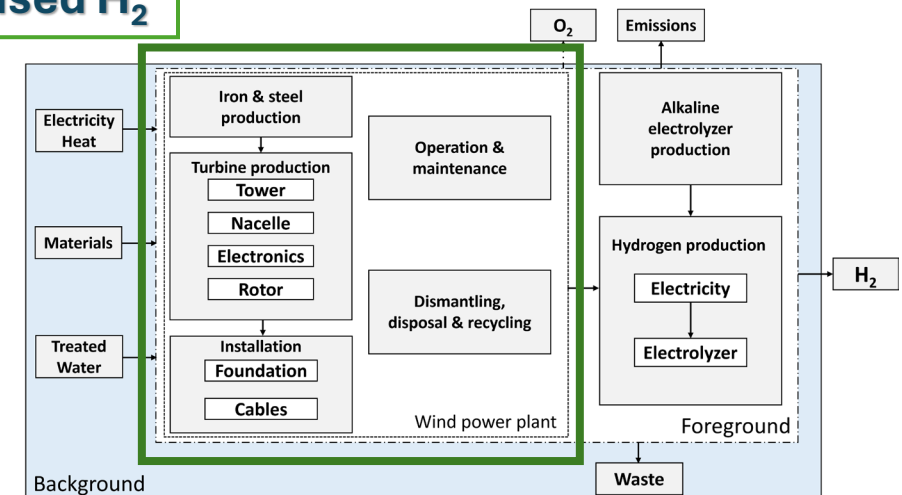 sed H₂
O₂
Emissions
Electricity
Heat
Materials
Treated
Water
Iron & steel
production
Turbine production
Tower
Nacelle
Electronics
Rotor
Installation
Foundation
Cables
Operation &
maintenance
Dismantling,
disposal & recycling
Wind power plant
Alkaline
electrolyzer
production
Hydrogen production
Electricity
Electrolyzer
Foreground
H₂
Waste
Background